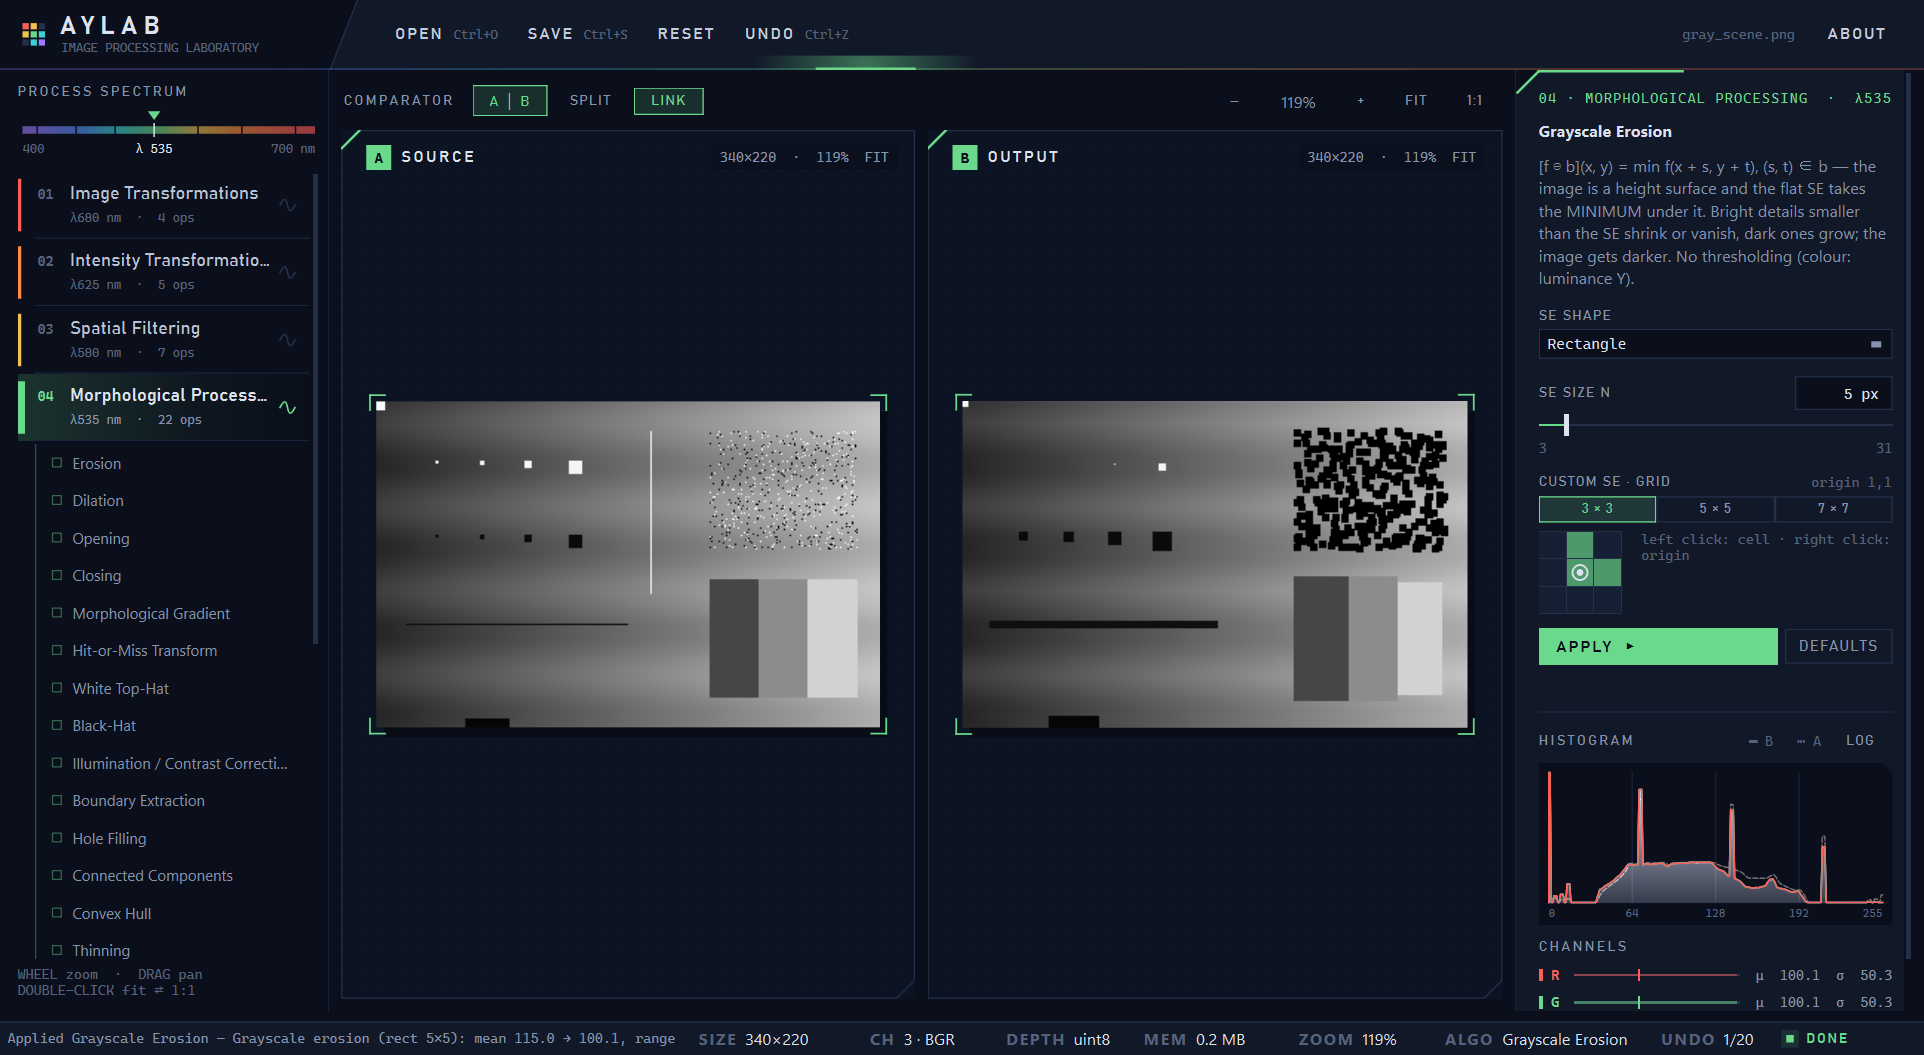 AYLAB
IMAGE PROCESSING LABORATORY
OPEN Ctrl+O SAVE Ctrl+S RESET UNDO Ctrl+Z
gray_scene.png ABOUT
PROCESS SPECTRUM
400 λ 535 700 nm
01 Image Transformations
λ680 nm · 4 ops
02 Intensity Transformatio...
λ625 nm · 5 ops
03 Spatial Filtering
λ580 nm · 7 ops
04 Morphological Process...
λ535 nm · 22 ops
Erosion
Dilation
Opening
Closing
Morphological Gradient
Hit-or-Miss Transform
White Top-Hat
Black-Hat
Illumination / Contrast Correcti...
Boundary Extraction
Hole Filling
Connected Components
Convex Hull
Thinning
WHEEL zoom · DRAG pan
DOUBLE-CLICK fit ⇄ 1:1
COMPARATOR A | B SPLIT LINK
– 119% + FIT 1:1
A SOURCE 340×220 · 119% FIT
B OUTPUT 340×220 · 119% FIT
04 · MORPHOLOGICAL PROCESSING · λ535
Grayscale Erosion
[f ⊖ b](x, y) = min f(x + s, y + t), (s, t) ∈ b — the
image is a height surface and the flat SE takes
the MINIMUM under it. Bright details smaller
than the SE shrink or vanish, dark ones grow; the
image gets darker. No thresholding (colour:
luminance Y).
SE SHAPE
Rectangle
SE SIZE N 5 px
3 31
CUSTOM SE · GRID origin 1,1
3 × 3 5 × 5 7 × 7
left click: cell · right click:
origin
APPLY ▸ DEFAULTS
HISTOGRAM B A LOG
0 64 128 192 255
CHANNELS
R μ 100.1 σ 50.3
G μ 100.1 σ 50.3
Applied Grayscale Erosion — Grayscale erosion (rect 5×5): mean 115.0 → 100.1, range
SIZE 340×220 CH 3 · BGR DEPTH uint8 MEM 0.2 MB ZOOM 119% ALGO Grayscale Erosion UNDO 1/20 DONE